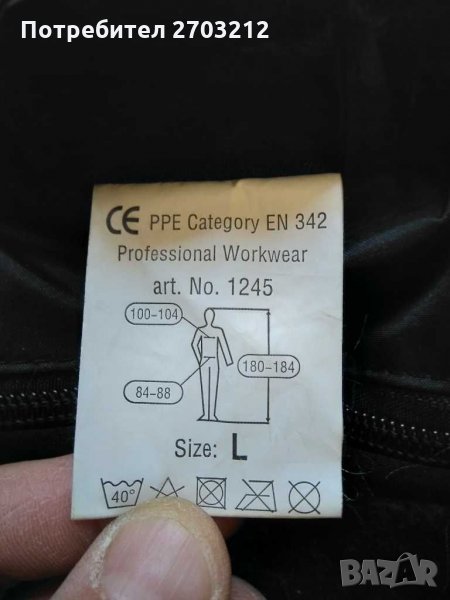 Потребител 2703212
CE PPE Category EN 342
Professional Workwear
art. No. 1245
100-104
180-184
84-88
Size: L
40°
BAZAR